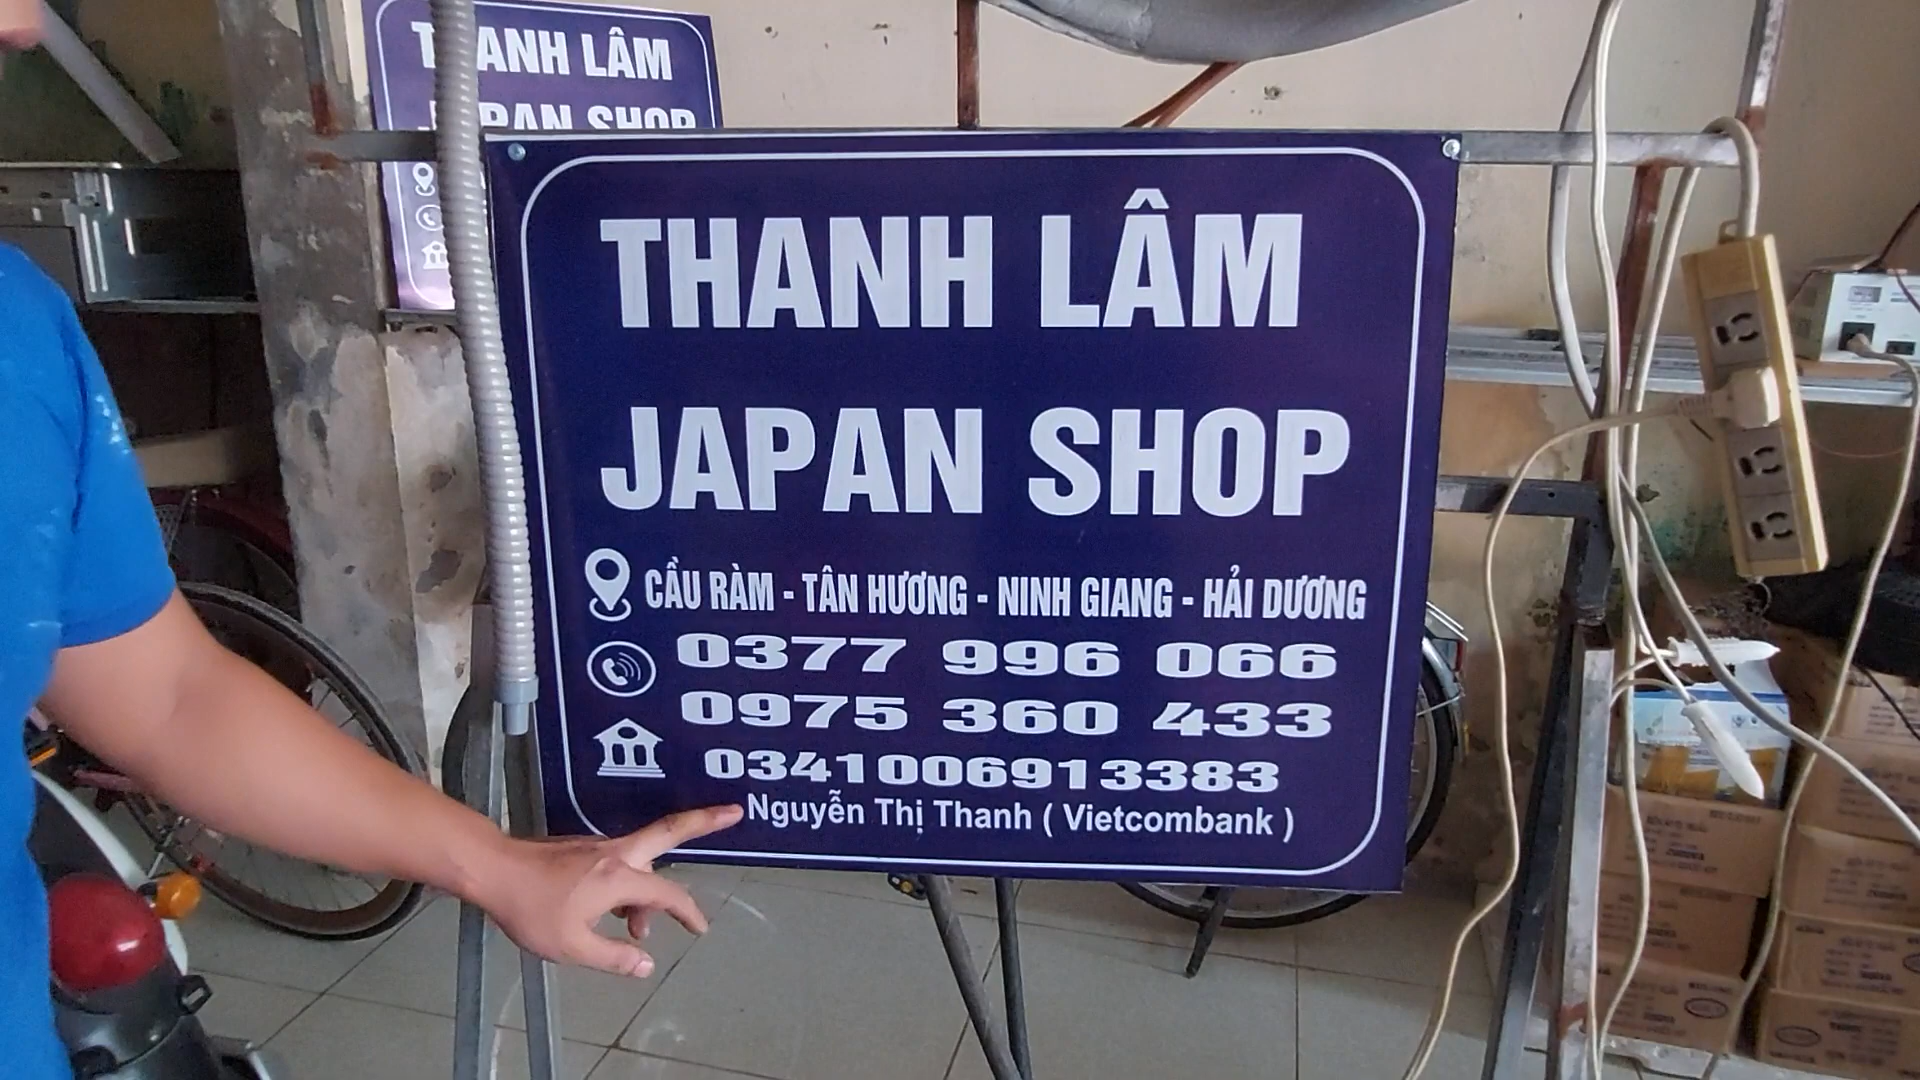 THANH LÂM
JAPAN SHOP
THANH LÂM
JAPAN SHOP
CẦU RÀM - TÂN HƯƠNG - NINH GIANG - HẢI DƯƠNG
0377 996 066
0975 360 433
0341006913383
Nguyễn Thị Thanh ( Vietcombank )